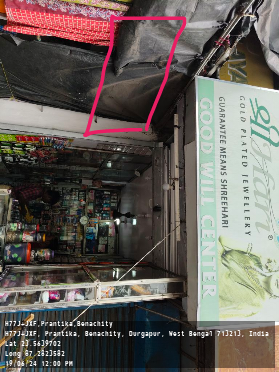 GOLD PLATED JEWELLERY
GUARANTEE MEANS SHREEHARI
GOOD WILL CENTER
H77J+JXF,Prantika,Benachity
H77J+JXF, Prantika, Benachity, Durgapur, West Bengal 713213, India
Lat 23.5639702
Long 87.2823582
19/06/24 12:00 PM